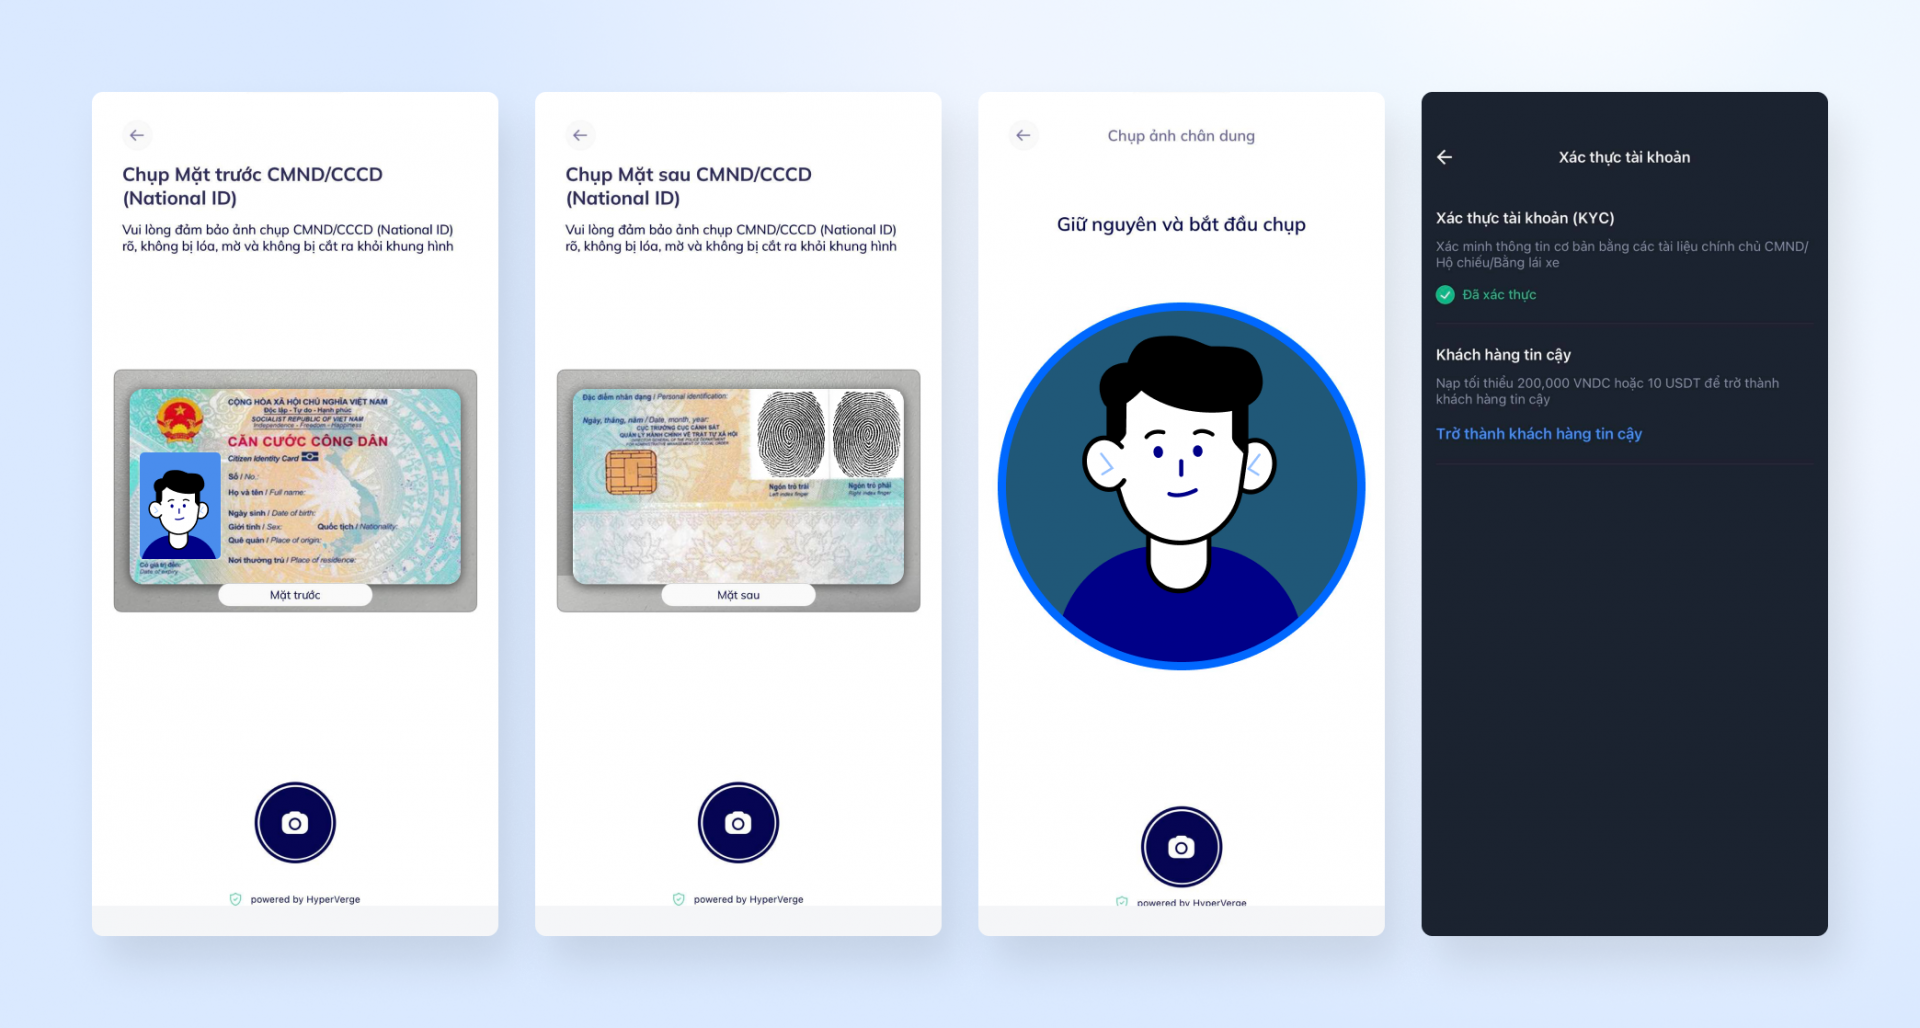 Chụp Mặt trước CMND/CCCD
(National ID)
Vui lòng đảm bảo ảnh chụp CMND/CCCD (National ID)
rõ, không bị lóa, mờ và không bị cắt ra khỏi khung hình
CỘNG HÒA XÃ HỘI CHỦ NGHĨA VIỆT NAM
Độc lập - Tự do - Hạnh phúc
SOCIALIST REPUBLIC OF VIET NAM
Independence - Freedom - Happiness
CĂN CƯỚC CÔNG DÂN
Citizen Identity Card
Số / No.:
Họ và tên / Full name:
Ngày sinh / Date of birth:
Giới tính / Sex: Quốc tịch / Nationality:
Quê quán / Place of origin:
Nơi thường trú / Place of residence:
Có giá trị đến:
Date of expiry
Mặt trước
powered by HyperVerge
Chụp Mặt sau CMND/CCCD
(National ID)
Vui lòng đảm bảo ảnh chụp CMND/CCCD (National ID)
rõ, không bị lóa, mờ và không bị cắt ra khỏi khung hình
Đặc điểm nhân dạng / Personal identification:
Ngày, tháng, năm / Date, month, year:
CỤC TRƯỞNG CỤC CẢNH SÁT
QUẢN LÝ HÀNH CHÍNH VỀ TRẬT TỰ XÃ HỘI
Ngón trỏ trái
Left index finger
Ngón trỏ phải
Right index finger
Mặt sau
powered by HyperVerge
Chụp ảnh chân dung
Giữ nguyên và bắt đầu chụp
powered by HyperVerge
Xác thực tài khoản
Xác thực tài khoản (KYC)
Xác minh thông tin cơ bản bằng các tài liệu chính chủ CMND/
Hộ chiếu/Bằng lái xe
Đã xác thực
Khách hàng tin cậy
Nạp tối thiểu 200,000 VNDC hoặc 10 USDT để trở thành
khách hàng tin cậy
Trở thành khách hàng tin cậy